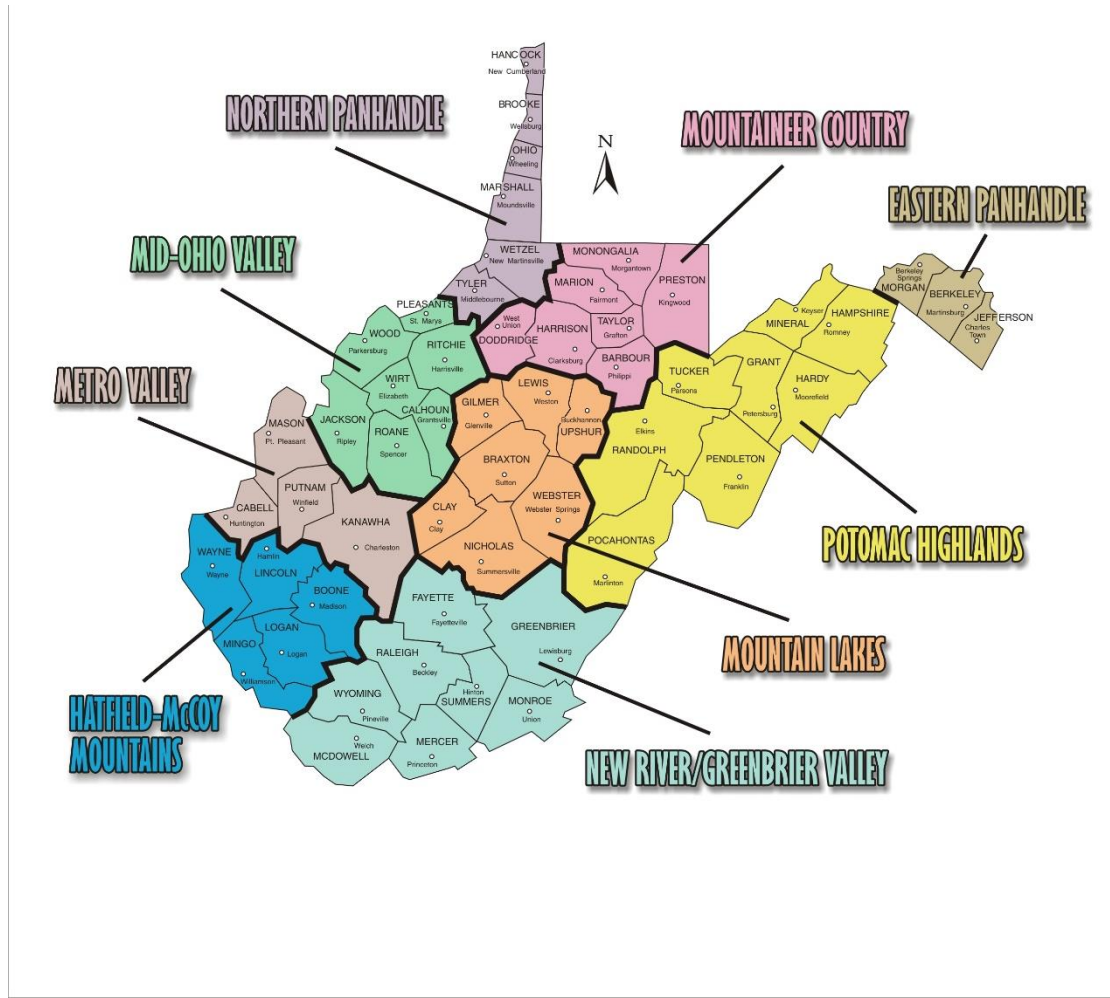 HANCOCK
New Cumberland
BROOKE
Wellsburg
OHIO
Wheeling
MARSHALL
Moundsville
WETZEL
New Martinsville
TYLER
Middlebourne
NORTHERN PANHANDLE
N
MOUNTAINEER COUNTRY
MONONGALIA
Morgantown
MARION
Fairmont
PRESTON
Kingwood
West
Union
DODDRIDGE
HARRISON
Clarksburg
TAYLOR
Grafton
BARBOUR
Philippi
EASTERN PANHANDLE
Berkeley
Springs
MORGAN
BERKELEY
Martinsburg
JEFFERSON
Charles
Town
MID-OHIO VALLEY
PLEASANTS
St. Marys
WOOD
Parkersburg
RITCHIE
Harrisville
WIRT
Elizabeth
CALHOUN
Grantsville
JACKSON
Ripley
ROANE
Spencer
METRO VALLEY
MASON
Pt. Pleasant
PUTNAM
Winfield
CABELL
Huntington
KANAWHA
Charleston
LEWIS
Weston
GILMER
Glenville
Buckhannon
UPSHUR
BRAXTON
Sutton
WEBSTER
Webster Springs
CLAY
Clay
NICHOLAS
Summersville
MOUNTAIN LAKES
Keyser
MINERAL
HAMPSHIRE
Romney
GRANT
Petersburg
HARDY
Moorefield
TUCKER
Parsons
Elkins
RANDOLPH
PENDLETON
Franklin
POCAHONTAS
Marlinton
POTOMAC HIGHLANDS
WAYNE
Wayne
Hamlin
LINCOLN
BOONE
Madison
LOGAN
Logan
MINGO
Williamson
HATFIELD-McCOY
MOUNTAINS
FAYETTE
Fayetteville
GREENBRIER
Lewisburg
RALEIGH
Beckley
Hinton
SUMMERS
MONROE
Union
WYOMING
Pineville
Welch
MCDOWELL
MERCER
Princeton
NEW RIVER/GREENBRIER VALLEY